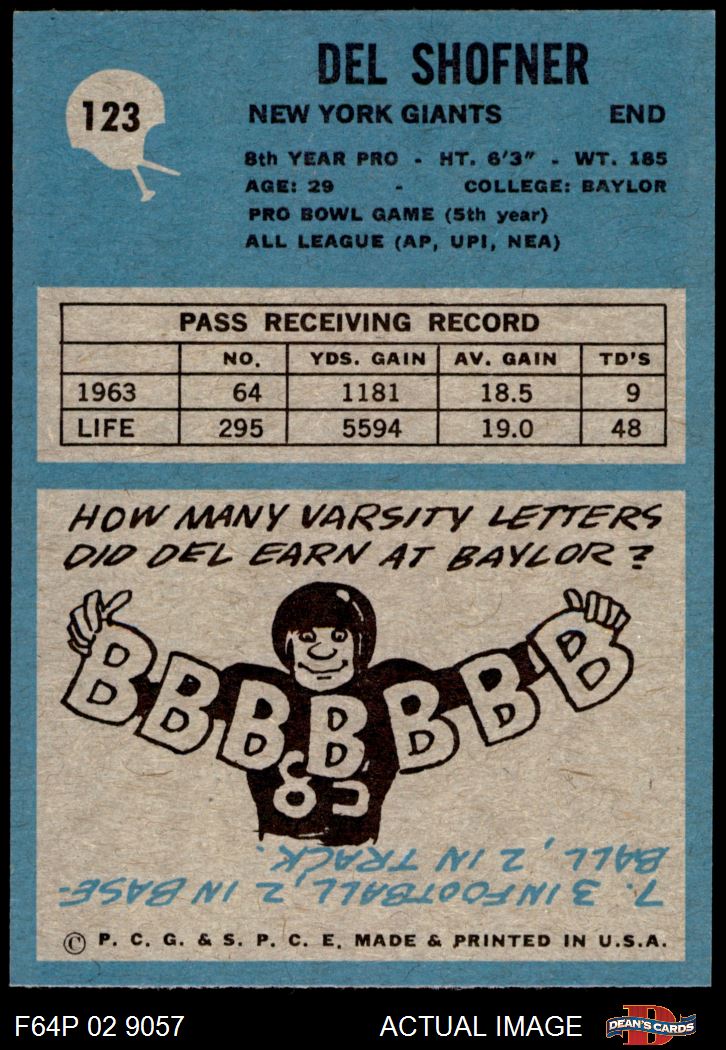 123
DEL SHOFNER
NEW YORK GIANTS END
8th YEAR PRO - HT. 6'3" - WT. 185
AGE: 29 - COLLEGE: BAYLOR
PRO BOWL GAME (5th year)
ALL LEAGUE (AP, UPI, NEA)
PASS RECEIVING RECORD
NO. YDS. GAIN AV. GAIN TD'S
1963 64 1181 18.5 9
LIFE 295 5594 19.0 48
HOW MANY VARSITY LETTERS
DID DEL EARN AT BAYLOR?
B B B B B B B
85
7. 3 IN FOOTBALL, 2 IN BASE-
BALL, 2 IN TRACK.
© P. C. G. & S. P. C. E. MADE & PRINTED IN U.S.A.
F64P 02 9057 ACTUAL IMAGE D DEAN'S CARDS